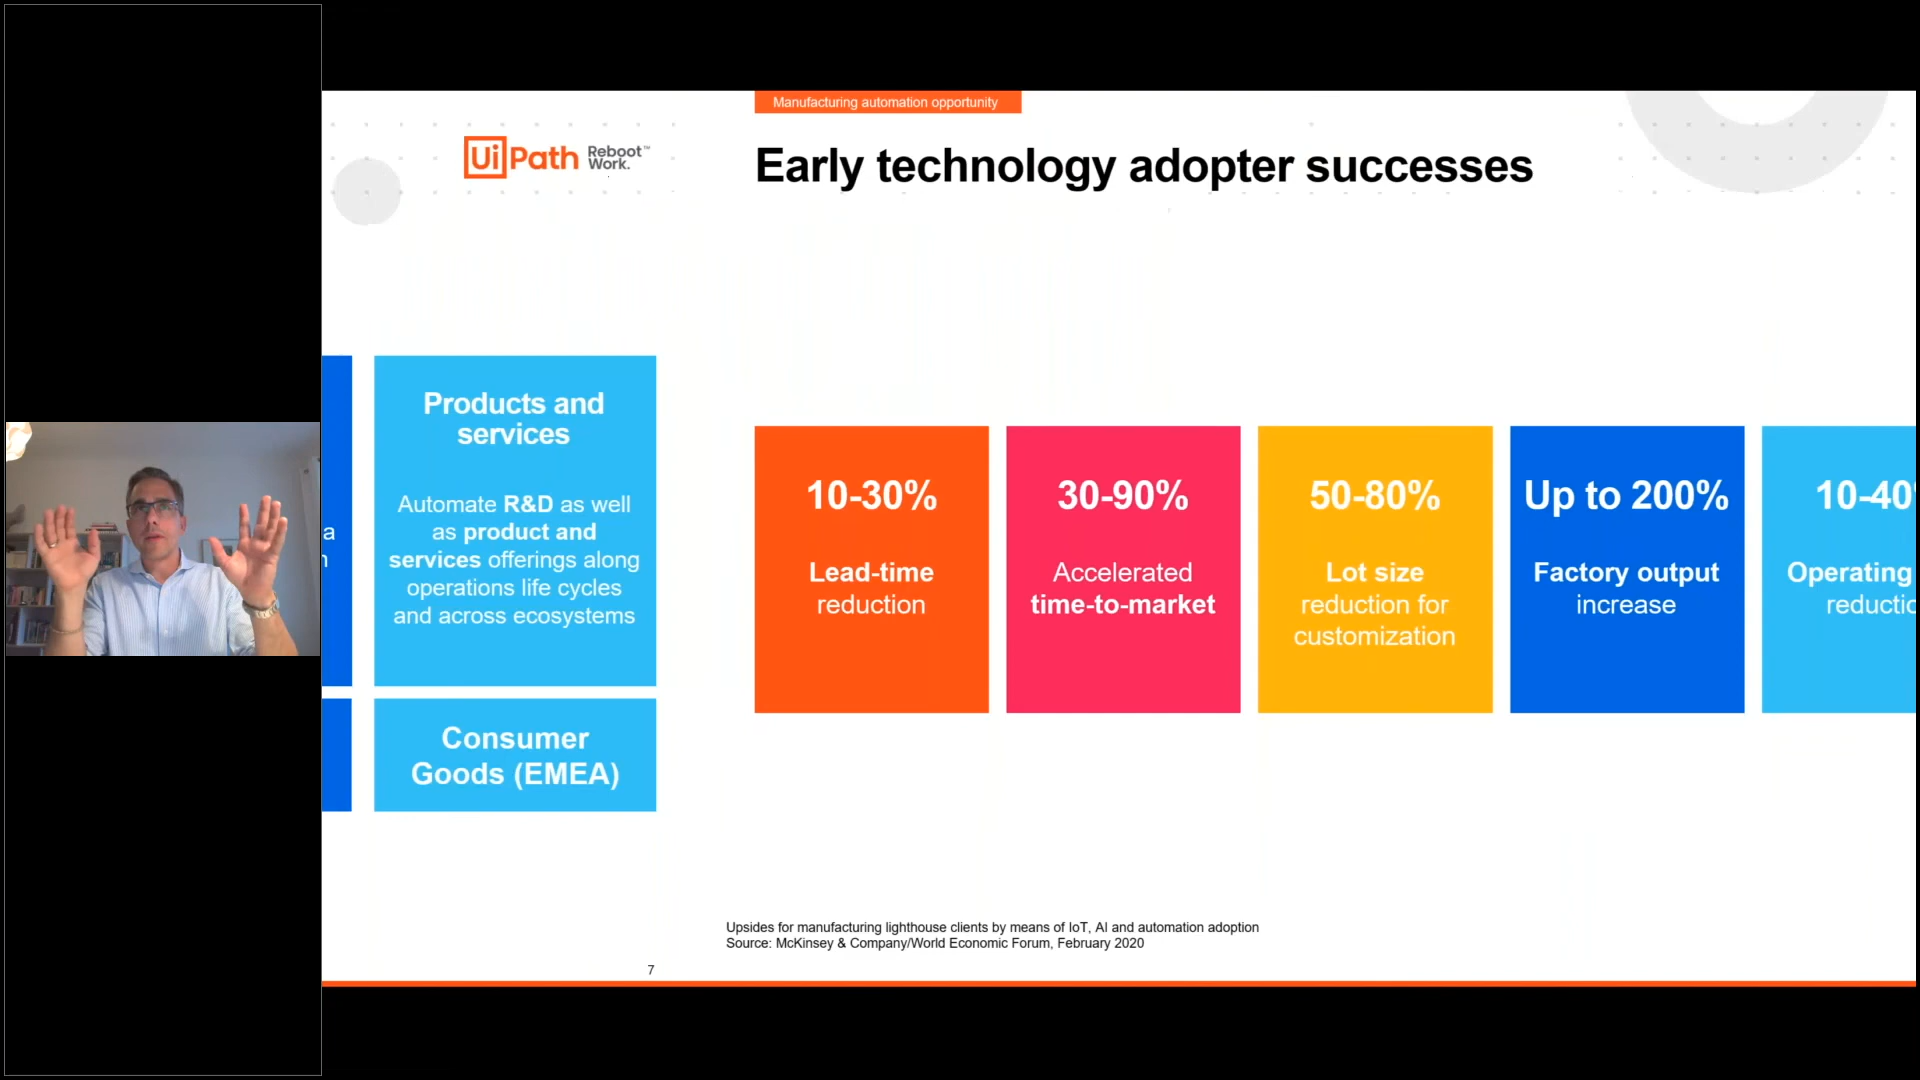 Manufacturing automation opportunity
UiPath Reboot Work.™
Early technology adopter successes
a
Products and
services
Automate R&D as well
as product and
services offerings along
operations life cycles
and across ecosystems
Consumer
Goods (EMEA)
10-30%
Lead-time
reduction
30-90%
Accelerated
time-to-market
50-80%
Lot size
reduction for
customization
Up to 200%
Factory output
increase
10-40
Operating
Upsides for manufacturing lighthouse clients by means of IoT, AI and automation adoption
Source: McKinsey & Company/World Economic Forum, February 2020
7